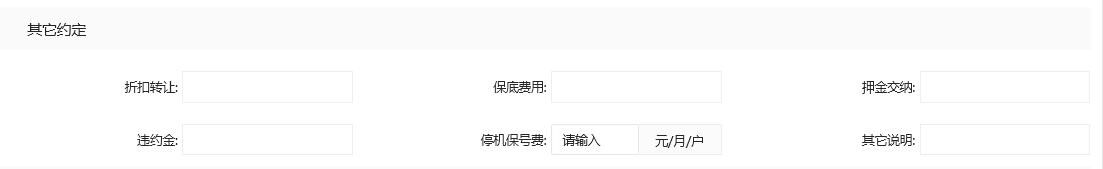 其它约定
折扣转让: 保底费用: 押金交纳:
违约金: 停机保号费: 请输入 元/月/户 其它说明: